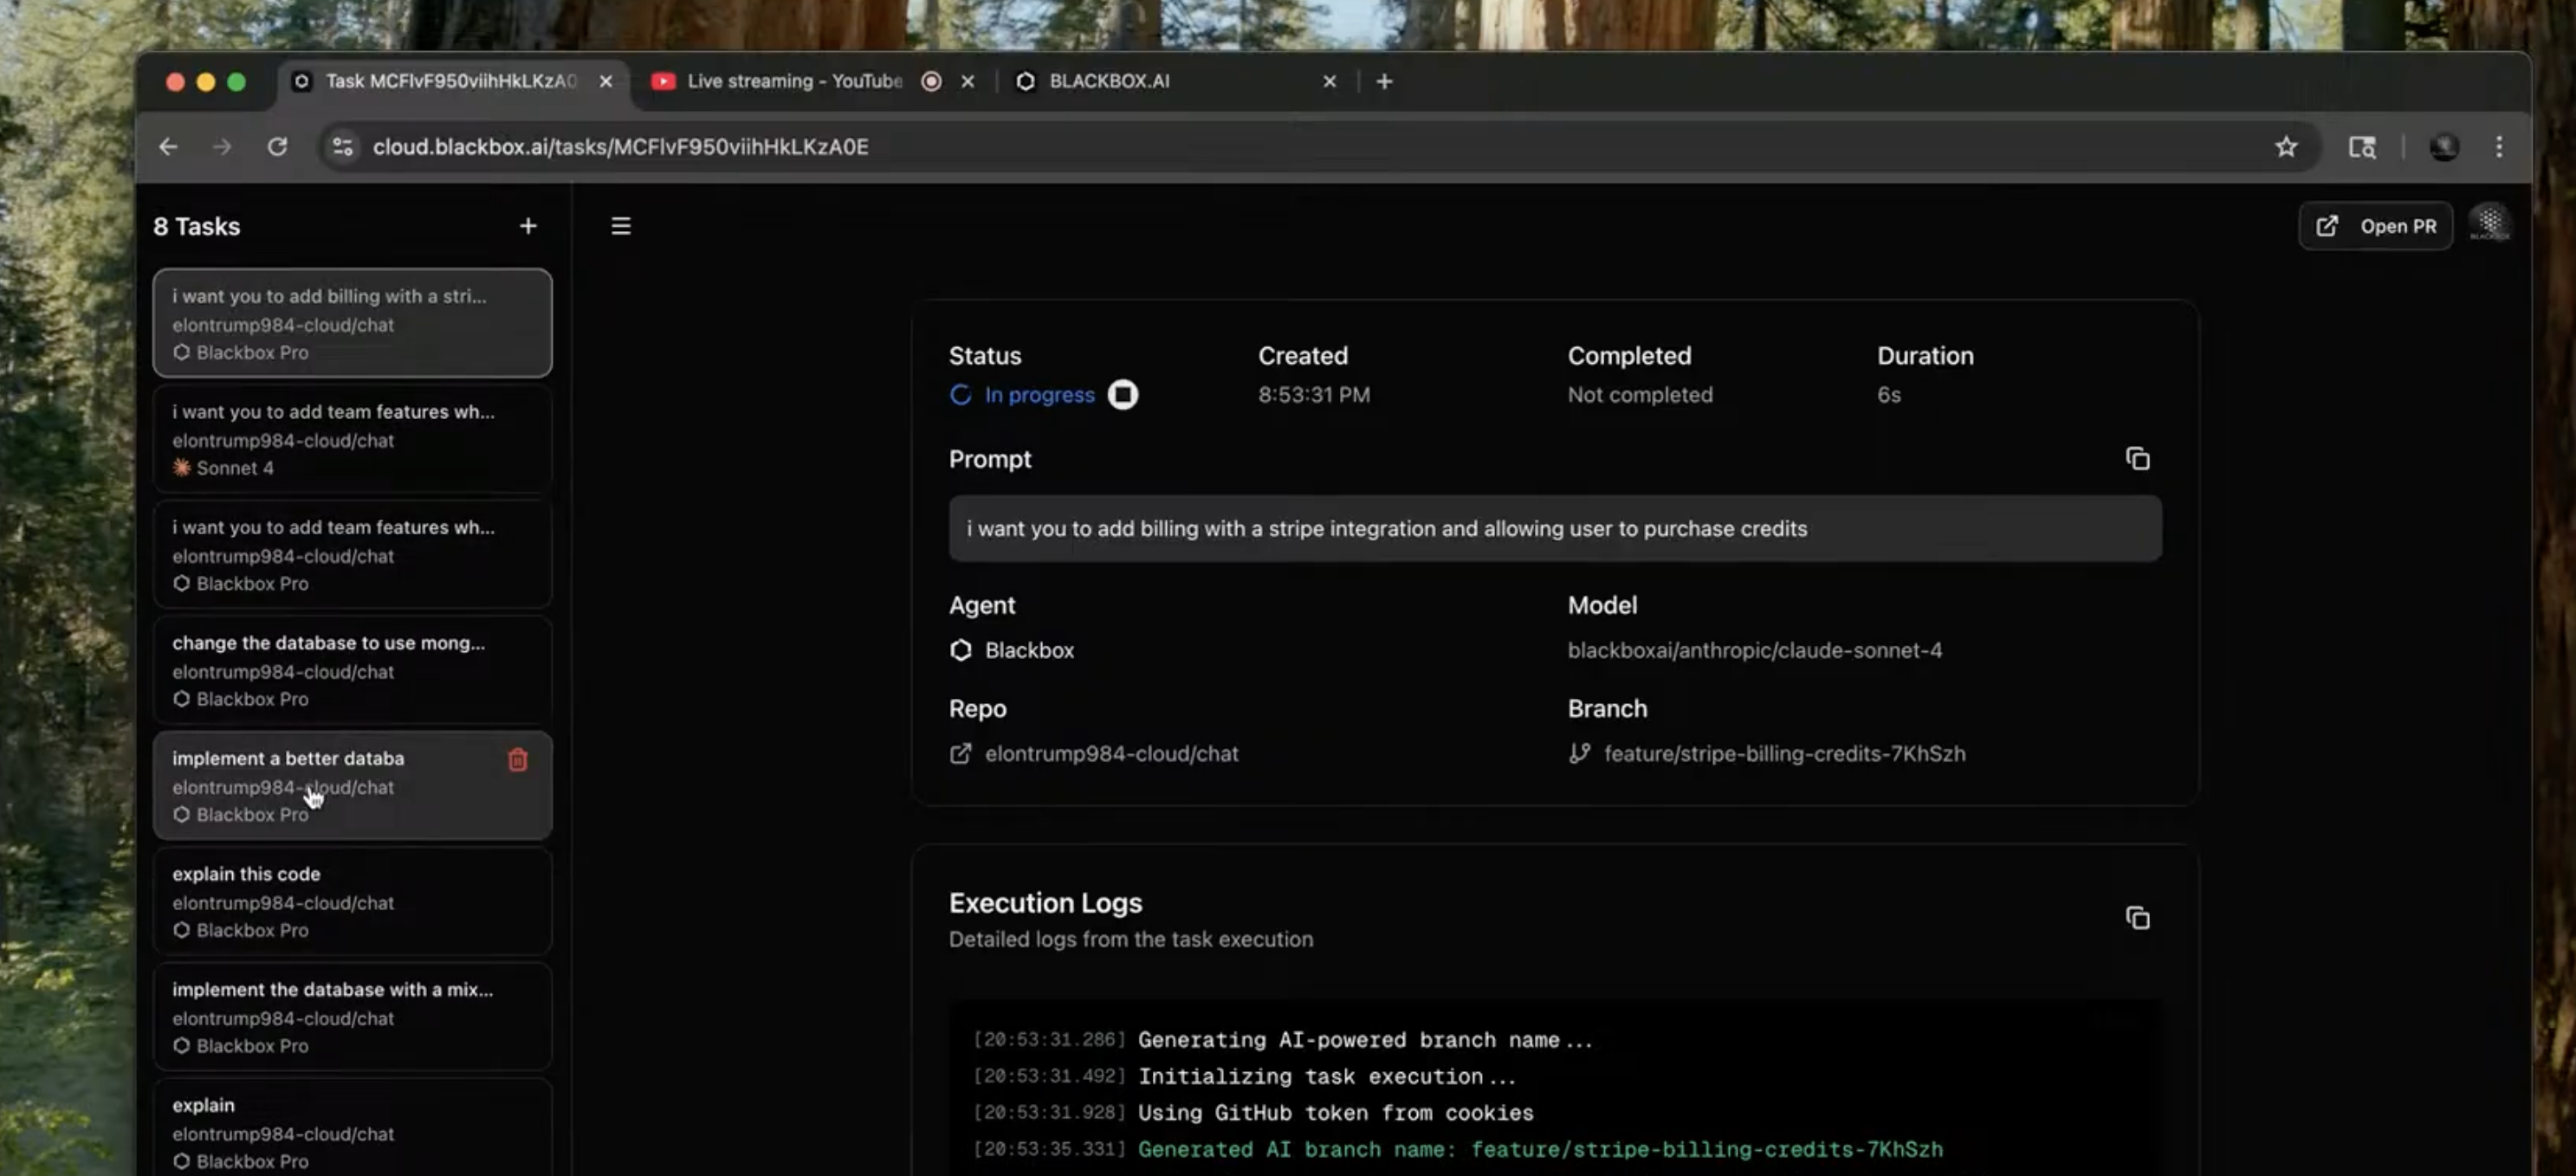 Task MCFIvF950viihHkLKzA0
Live streaming - YouTube
BLACKBOX.AI
cloud.blackbox.ai/tasks/MCFIvF950viihHkLKzA0E
8 Tasks
Open PR
i want you to add billing with a stri...
elontrump984-cloud/chat
Blackbox Pro
i want you to add team features wh...
elontrump984-cloud/chat
Sonnet 4
i want you to add team features wh...
elontrump984-cloud/chat
Blackbox Pro
change the database to use mong...
elontrump984-cloud/chat
Blackbox Pro
implement a better databa
elontrump984-cloud/chat
Blackbox Pro
explain this code
elontrump984-cloud/chat
Blackbox Pro
implement the database with a mix...
elontrump984-cloud/chat
Blackbox Pro
explain
elontrump984-cloud/chat
Blackbox Pro
Status
In progress
Created
8:53:31 PM
Completed
Not completed
Duration
6s
Prompt
i want you to add billing with a stripe integration and allowing user to purchase credits
Agent
Blackbox
Model
blackboxai/anthropic/claude-sonnet-4
Repo
elontrump984-cloud/chat
Branch
feature/stripe-billing-credits-7KhSzh
Execution Logs
Detailed logs from the task execution
[20:53:31.286] Generating AI-powered branch name...
[20:53:31.492] Initializing task execution...
[20:53:31.928] Using GitHub token from cookies
[20:53:35.331] Generated AI branch name: feature/stripe-billing-credits-7KhSzh